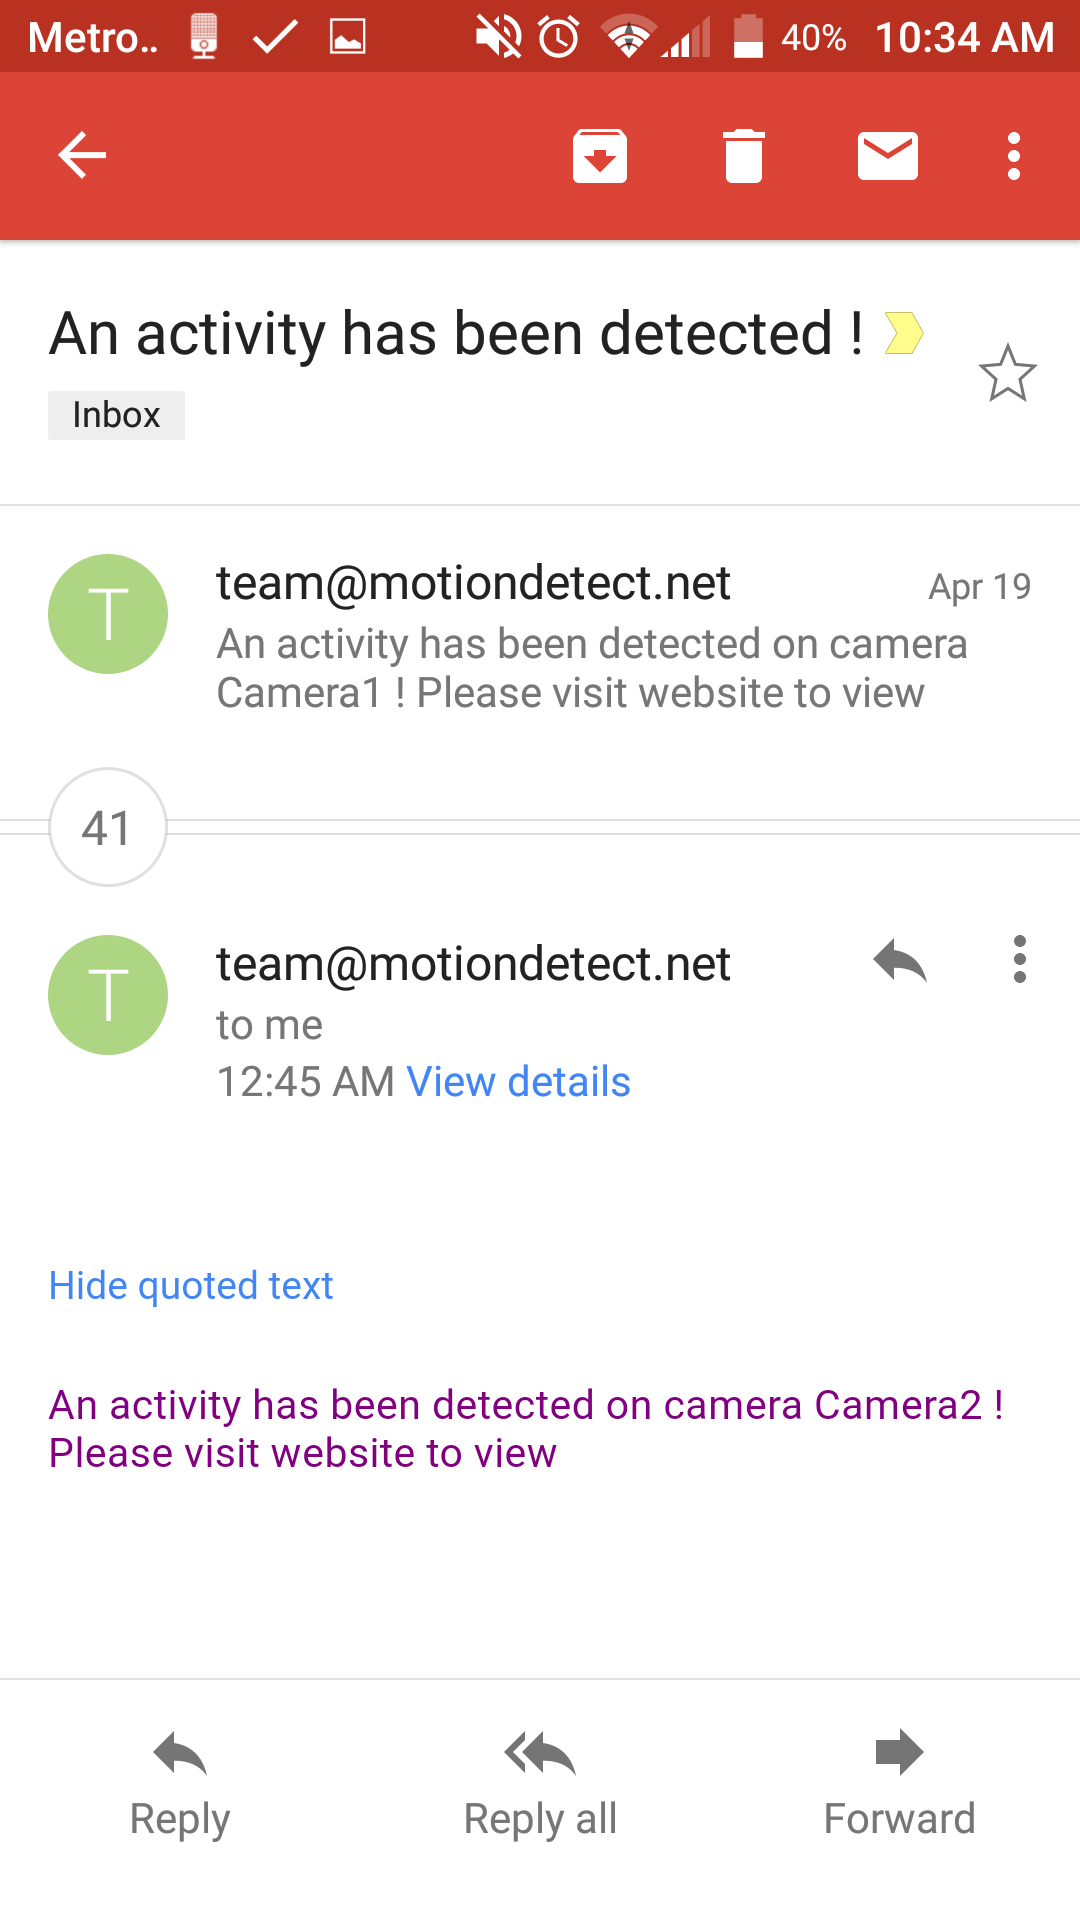 Metro.. 40% 10:34 AM
An activity has been detected !
Inbox
T team@motiondetect.net Apr 19
An activity has been detected on camera
Camera1 ! Please visit website to view
41
T team@motiondetect.net
to me
12:45 AM View details
Hide quoted text
An activity has been detected on camera Camera2 !
Please visit website to view
Reply Reply all Forward